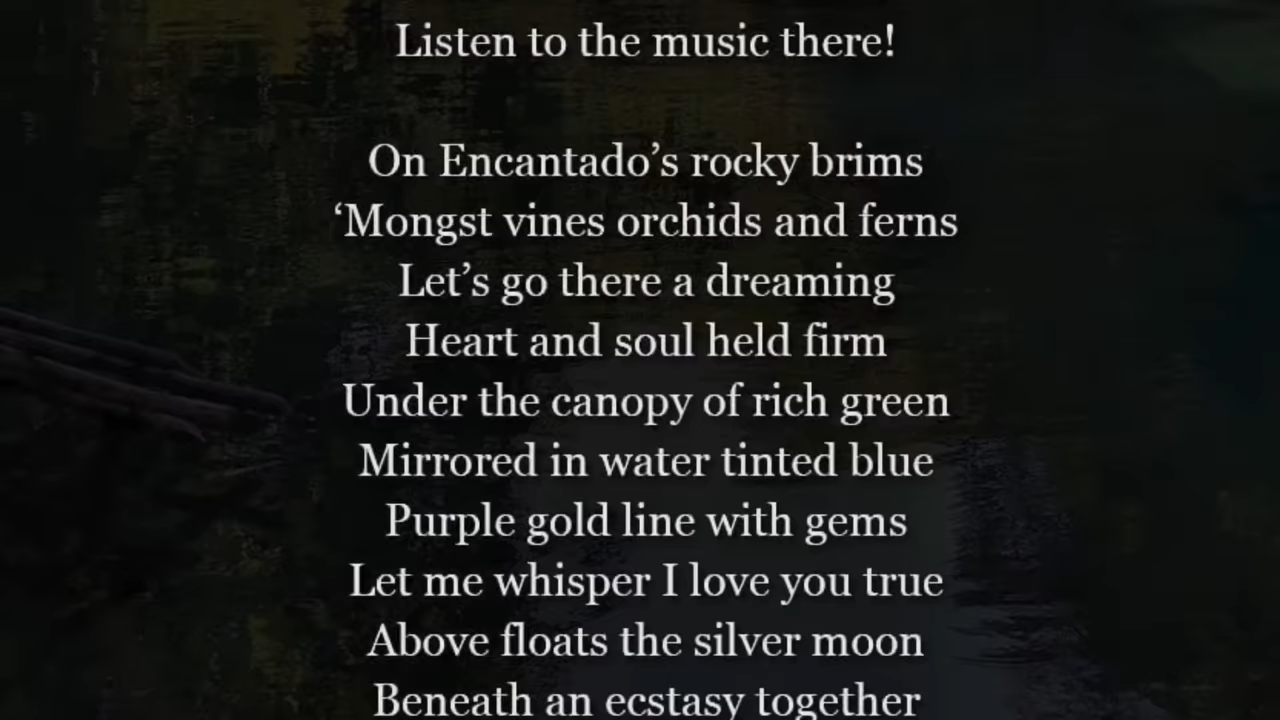 Listen to the music there!
On Encantado’s rocky brims
‘Mongst vines orchids and ferns
Let’s go there a dreaming
Heart and soul held firm
Under the canopy of rich green
Mirrored in water tinted blue
Purple gold line with gems
Let me whisper I love you true
Above floats the silver moon
Beneath an ecstasy together